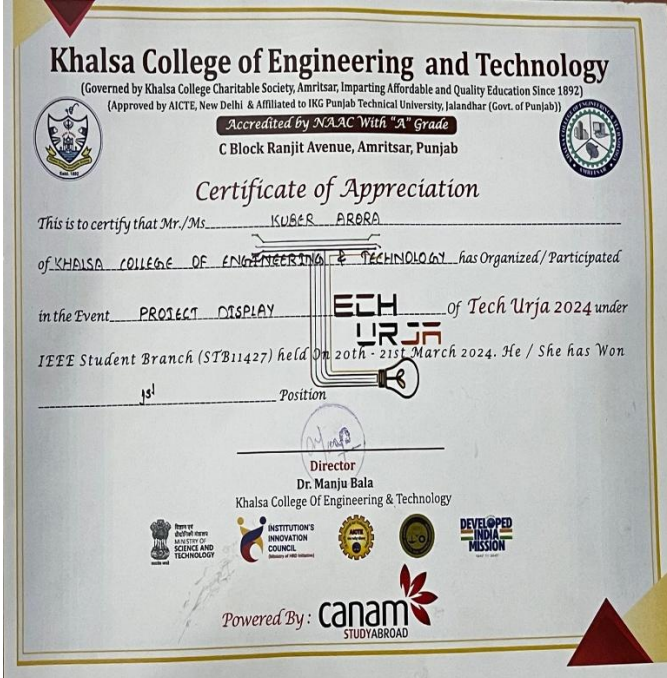 Khalsa College of Engineering and Technology
(Governed by Khalsa College Charitable Society, Amritsar, Imparting Affordable and Quality Education Since 1892)
(Approved by AICTE, New Delhi & Affiliated to IKG Punjab Technical University, Jalandhar (Govt. of Punjab))
Accredited by NAAC With "A" Grade
C Block Ranjit Avenue, Amritsar, Punjab
Certificate of Appreciation
This is to certify that Mr./Ms. KUBER ARORA
of KHALSA COLLEGE OF ENGINEERING & TECHNOLOGY has Organized/Participated
in the Event PROJECT DISPLAY of Tech Urja 2024 under
ECH
URJA
IEEE Student Branch (STB11427) held On 20th - 21st March 2024. He / She has Won
1st Position
Director
Dr. Manju Bala
Khalsa College Of Engineering & Technology
MINISTRY OF
SCIENCE AND
TECHNOLOGY
INSTITUTION'S
INNOVATION
COUNCIL
DEVELOPED
INDIA
MISSION
Powered By: canam
STUDYABROAD